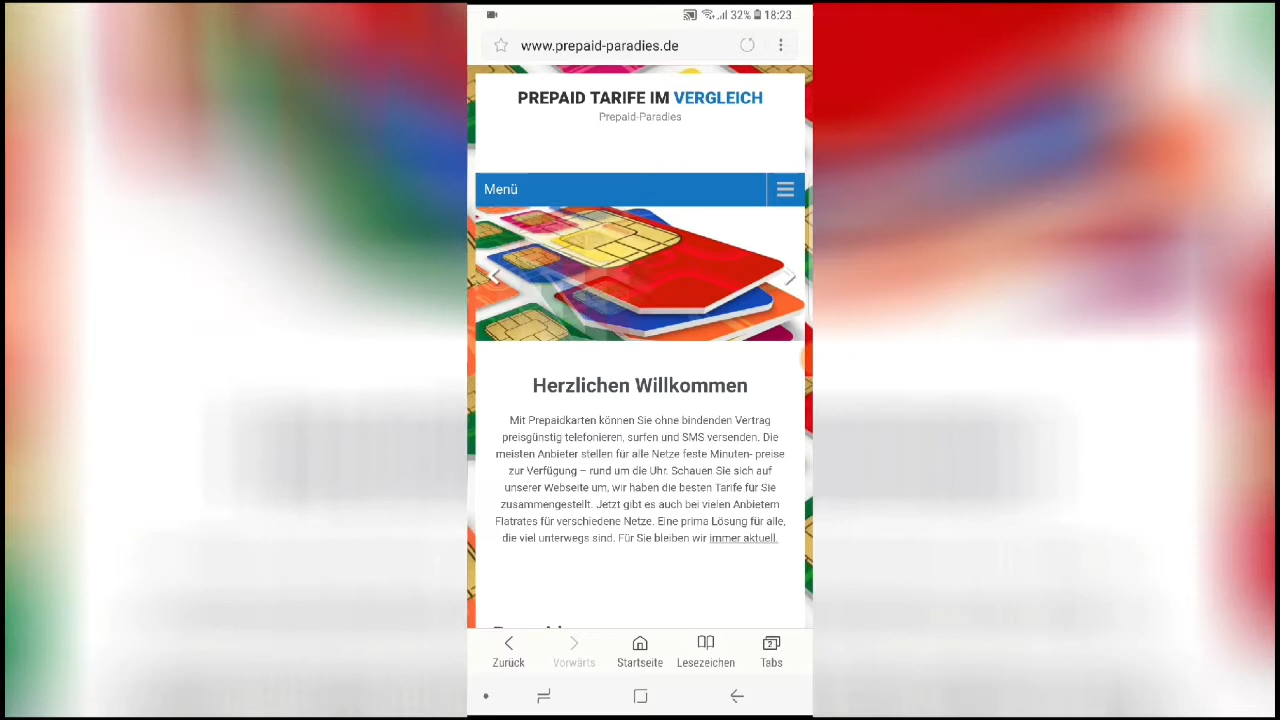 32% 18:23
www.prepaid-paradies.de
PREPAID TARIFE IM VERGLEICH
Prepaid-Paradies
Menü
Herzlichen Willkommen
Mit Prepaidkarten können Sie ohne bindenden Vertrag
preisgünstig telefonieren, surfen und SMS versenden. Die
meisten Anbieter stellen für alle Netze feste Minuten- preise
zur Verfügung – rund um die Uhr. Schauen Sie sich auf
unserer Webseite um, wir haben die besten Tarife für Sie
zusammengestellt. Jetzt gibt es auch bei vielen Anbietern
Flatrates für verschiedene Netze. Eine prima Lösung für alle,
die viel unterwegs sind. Für Sie bleiben wir immer aktuell.
Zurück Vorwärts Startseite Lesezeichen 2 Tabs